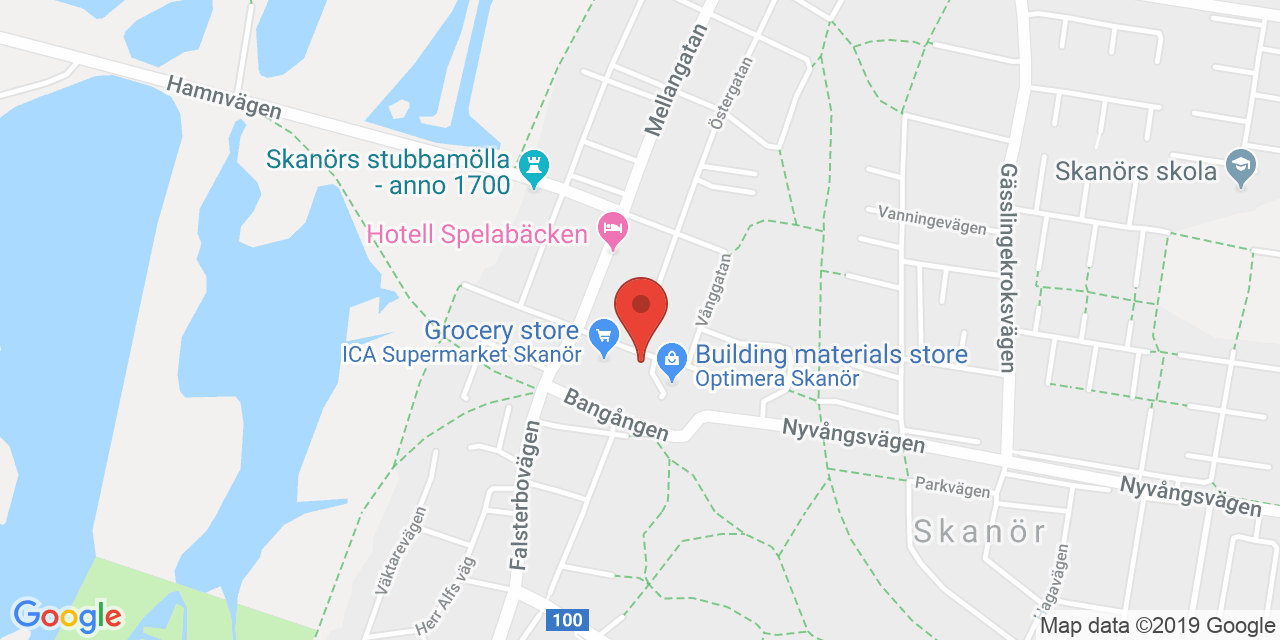 Hamnvägen
Mellangatan
Östergatan
Skanörs stubbamölla
- anno 1700
Skanörs skola
Gässlingekroksvägen
Vanningevägen
Hotell Spelabäcken
Vånggatan
Grocery store
ICA Supermarket Skanör
Building materials store
Optimera Skanör
Bangången
Nyvångsvägen
Falsterbovägen
Parkvägen
Nyvångsvägen
Skanör
Väktarevägen
Herr Alfs väg
Hagavägen
100
Google
Map data ©2019 Google